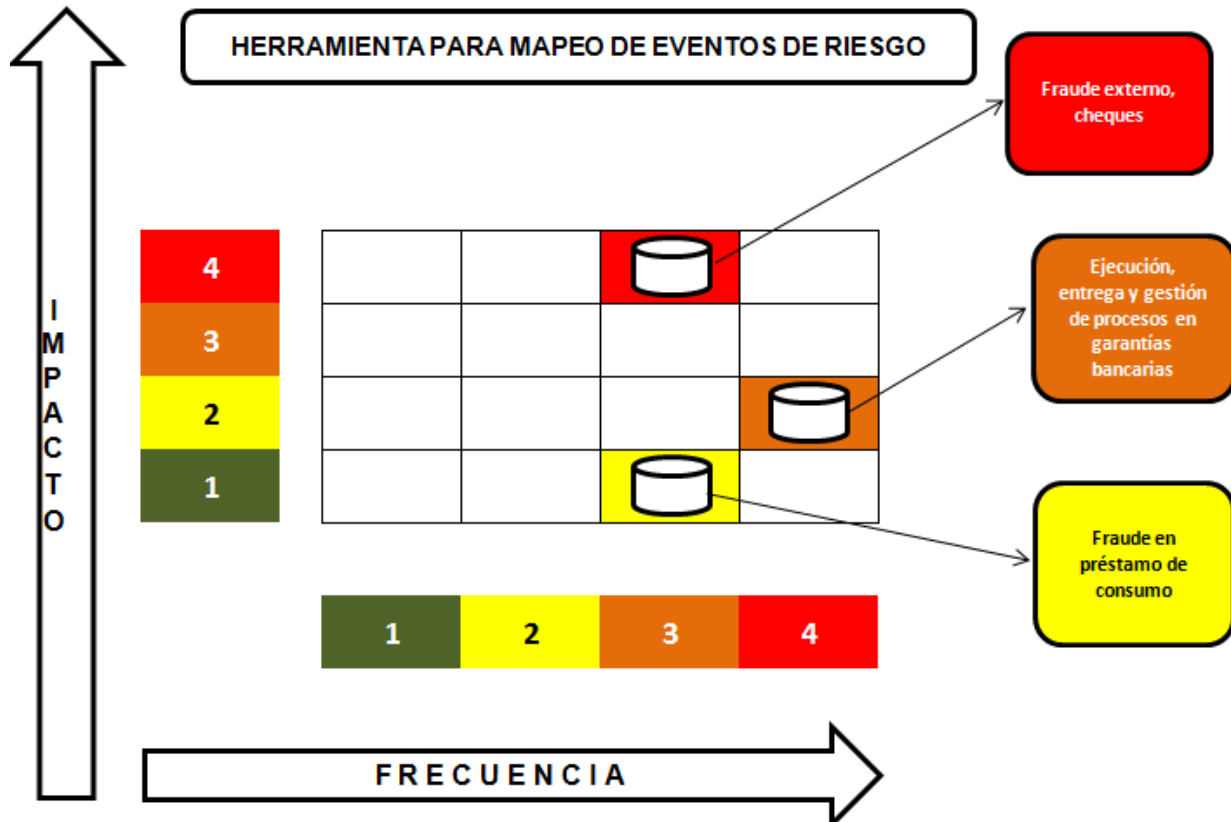 HERRAMIENTA PARA MAPEO DE EVENTOS DE RIESGO
Fraude externo,
cheques
IMPACTO
4
3
2
1
Ejecución,
entrega y gestión
de procesos en
garantías
bancarias
Fraude en
préstamo de
consumo
1 2 3 4
FRECUENCIA